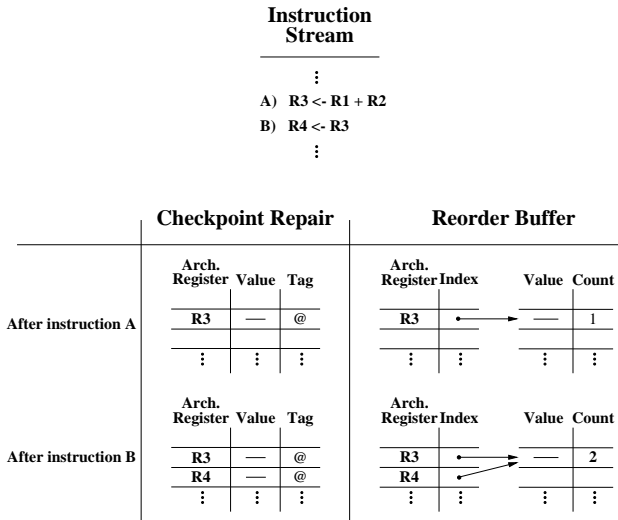 Instruction
Stream
⋮
A) R3 <- R1 + R2
B) R4 <- R3
⋮
Checkpoint Repair Reorder Buffer
After instruction A
Arch.
Register Value Tag
R3 — @
⋮ ⋮ ⋮
Arch.
Register Index Value Count
R3 — 1
⋮ ⋮ ⋮ ⋮
After instruction B
Arch.
Register Value Tag
R3 — @
R4 — @
⋮ ⋮ ⋮
Arch.
Register Index Value Count
R3 — 2
R4
⋮ ⋮ ⋮ ⋮